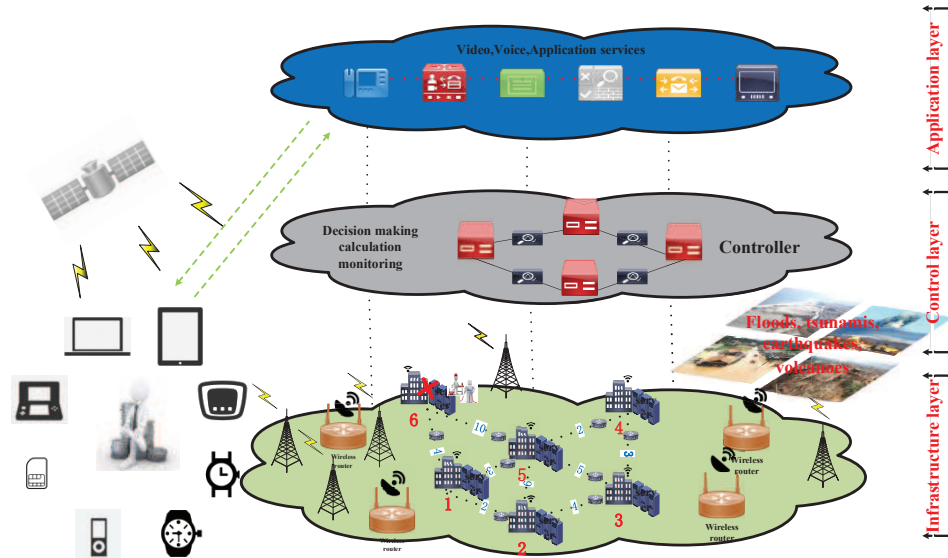 Video,Voice,Application services
Application layer
Decision making
calculation
monitoring
Controller
Control layer
Floods, tsunamis,
earthquakes,
volcanoes
Infrastructure layer
6
10
2
4
4
3
Wireless
router
5
5
Wireless
router
1
2
4
3
2
Wireless
router